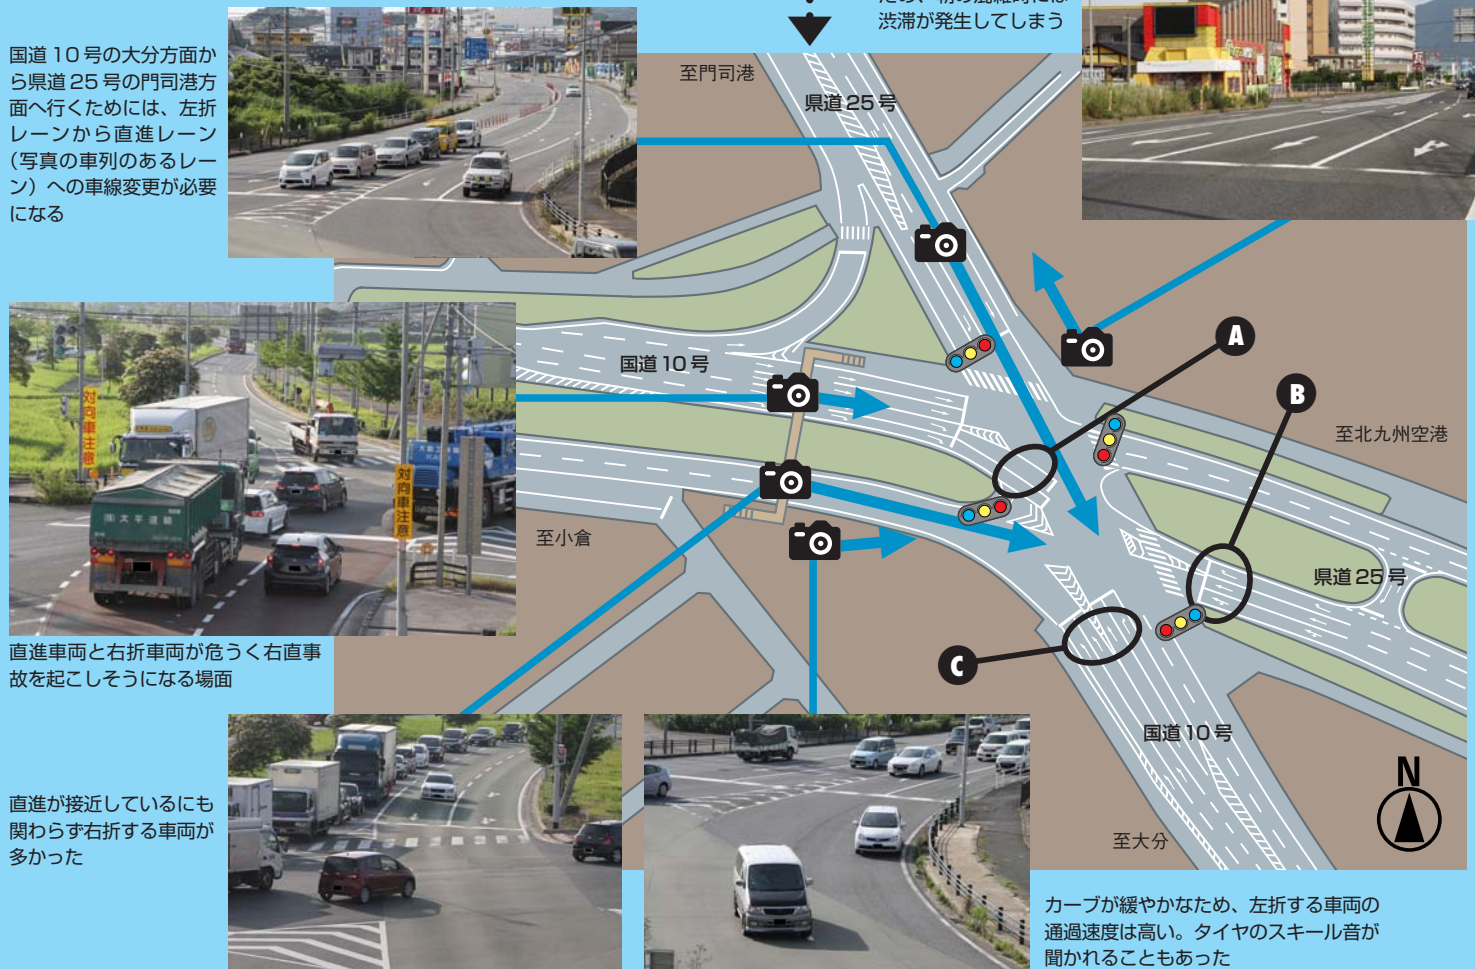 渋滞が発生してしまう
国道10号の大分方面か
ら県道25号の門司港方
面へ行くためには、左折
レーンから直進レーン
（写真の車列のあるレー
ン）への車線変更が必要
になる
至門司港
県道25号
国道10号
A
B
至北九州空港
対向車注意
対向車注意
至小倉
県道25号
C
直進車両と右折車両が危うく右直事
故を起こしそうになる場面
国道10号
N
直進が接近しているにも
関わらず右折する車両が
多かった
至大分
カーブが緩やかなため、左折する車両の
通過速度は高い。タイヤのスキール音が
聞かれることもあった